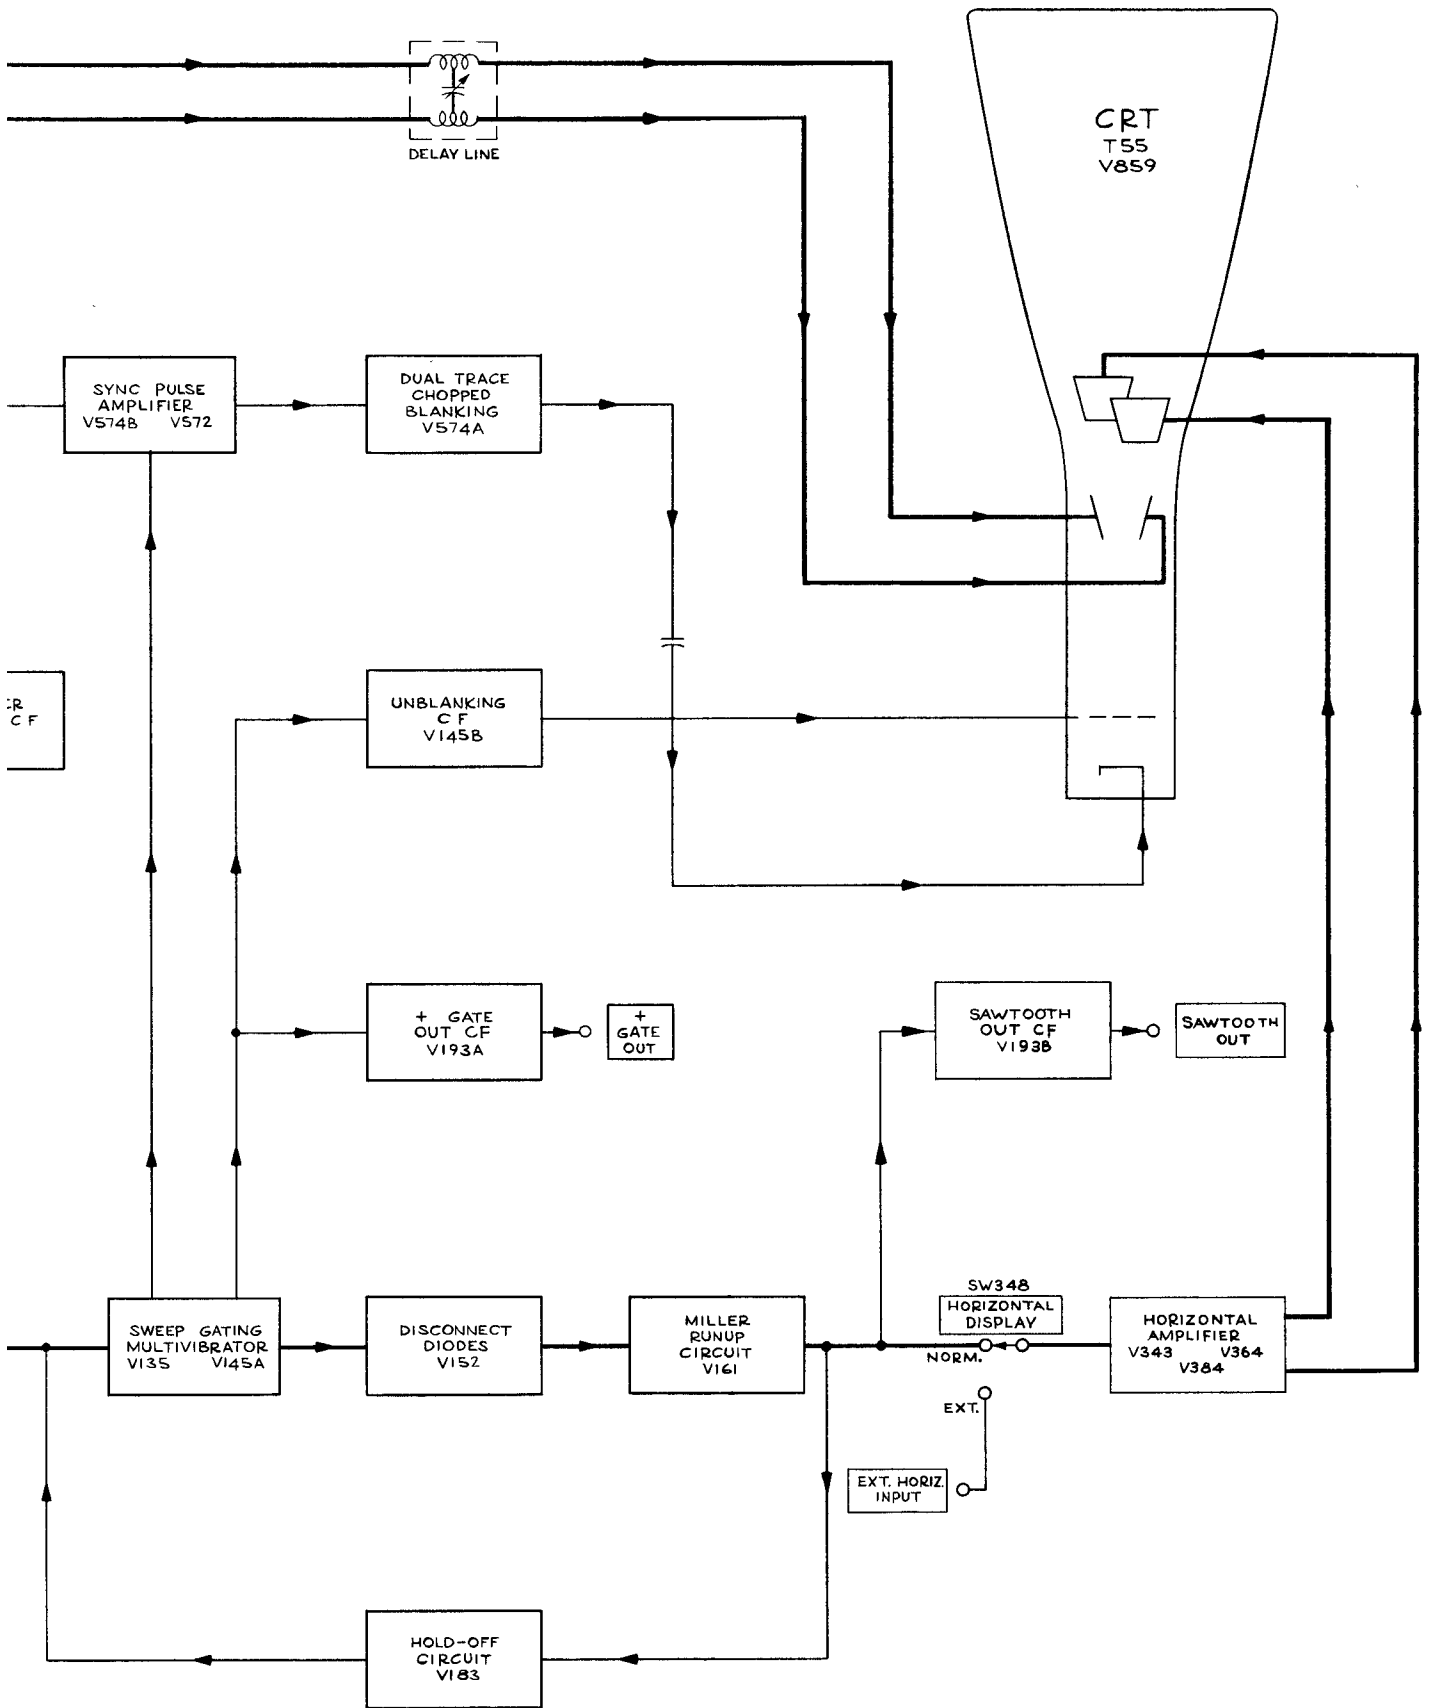 DELAY LINE
CRT
T55
V859
SYNC PULSE
AMPLIFIER
V574B V572
DUAL TRACE
CHOPPED
BLANKING
V574A
C F
UNBLANKING
C F
V145B
+ GATE
OUT CF
V193A
+
GATE
OUT
SAWTOOTH
OUT CF
V193B
SAWTOOTH
OUT
SWEEP GATING
MULTIVIBRATOR
V135 V145A
DISCONNECT
DIODES
V152
MILLER
RUNUP
CIRCUIT
V161
SW348
HORIZONTAL
DISPLAY
NORM.
EXT.
EXT. HORIZ.
INPUT
HORIZONTAL
AMPLIFIER
V343 V364
V384
HOLD-OFF
CIRCUIT
V183